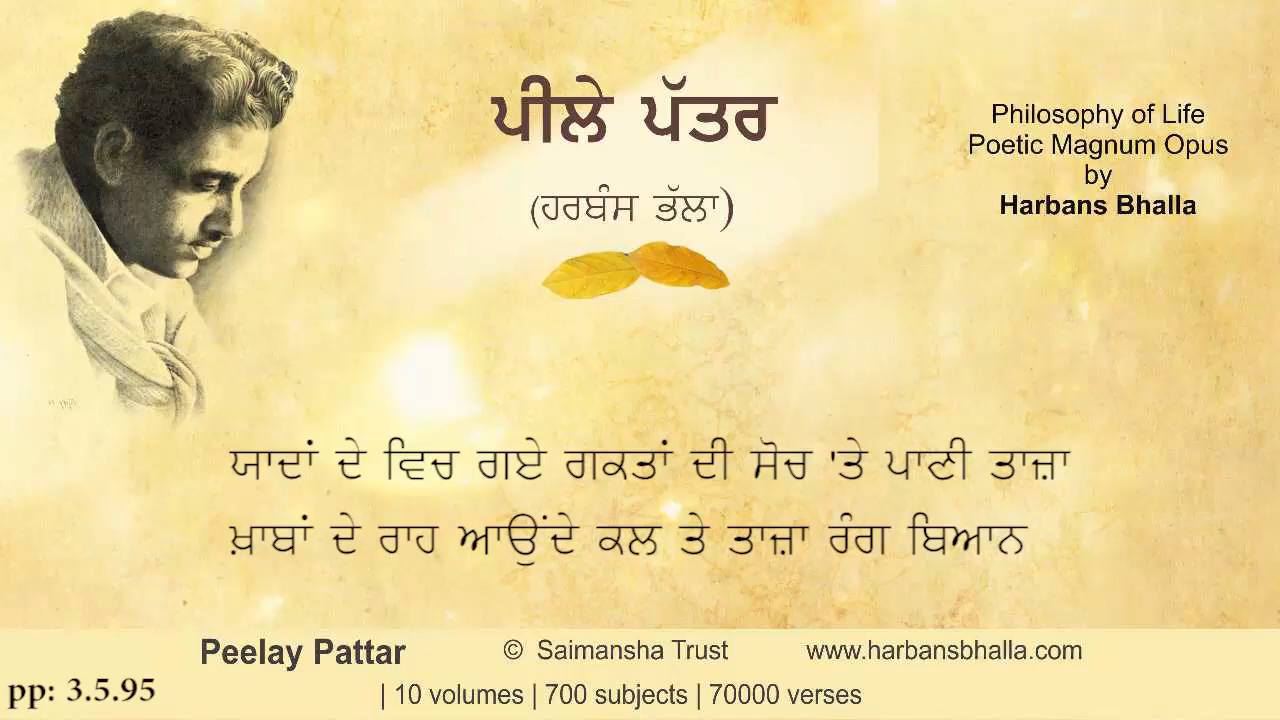 ਪੀਲੇ ਪੱਤਰ
(ਹਰਬੰਸ ਭੱਲਾ)
Philosophy of Life
Poetic Magnum Opus
by
Harbans Bhalla
ਯਾਦਾਂ ਦੇ ਵਿਚ ਗਏ ਗਕਤਾਂ ਦੀ ਸੋਚ 'ਤੇ ਪਾਣੀ ਤਾਜ਼ਾ
ਖ਼ਾਬਾਂ ਦੇ ਰਾਹ ਆਉਂਦੇ ਕਲ ਤੇ ਤਾਜ਼ਾ ਰੰਗ ਬਿਆਨ
Peelay Pattar © Saimansha Trust www.harbansbhalla.com
pp: 3.5.95 | 10 volumes | 700 subjects | 70000 verses